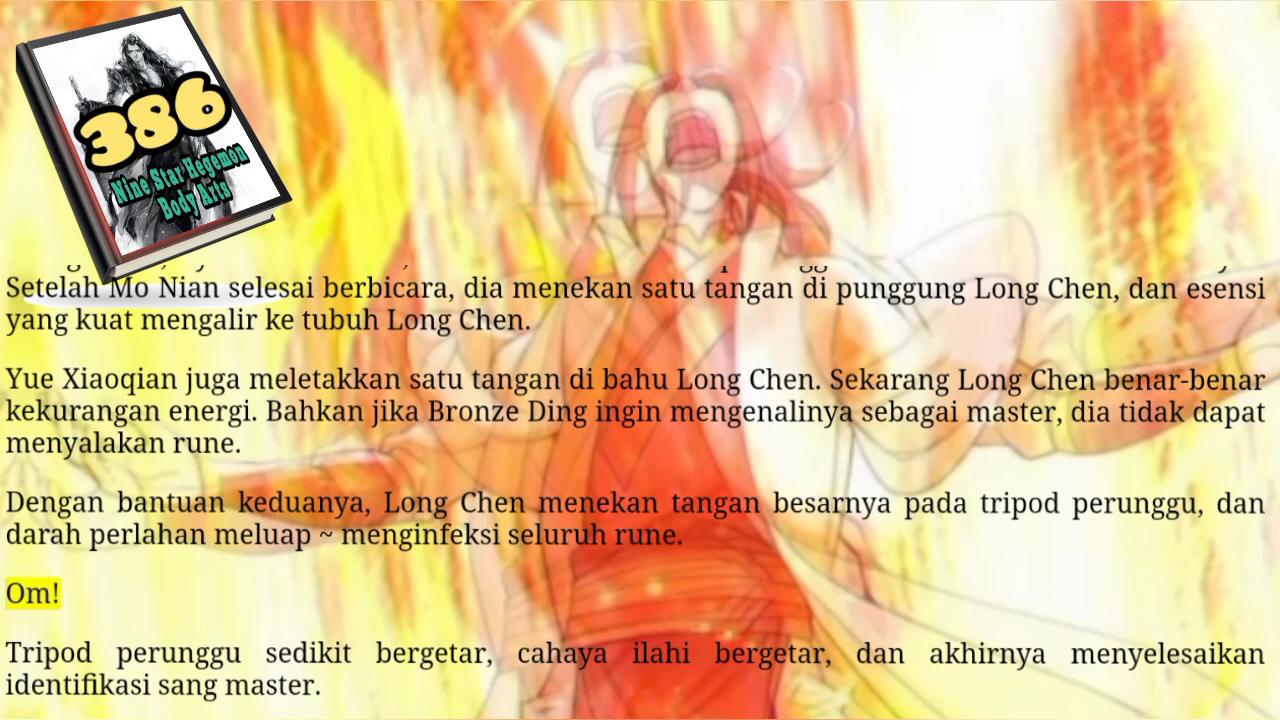 386
Nine Star Hegemon
Body Arts
Setelah Mo Nian selesai berbicara, dia menekan satu tangan di punggung Long Chen, dan esensi
yang kuat mengalir ke tubuh Long Chen.
Yue Xiaoqian juga meletakkan satu tangan di bahu Long Chen. Sekarang Long Chen benar-benar
kekurangan energi. Bahkan jika Bronze Ding ingin mengenalinya sebagai master, dia tidak dapat
menyalakan rune.
Dengan bantuan keduanya, Long Chen menekan tangan besarnya pada tripod perunggu, dan
darah perlahan meluap ~ menginfeksi seluruh rune.
Om!
Tripod perunggu sedikit bergetar, cahaya ilahi bergetar, dan akhirnya menyelesaikan
identifikasi sang master.